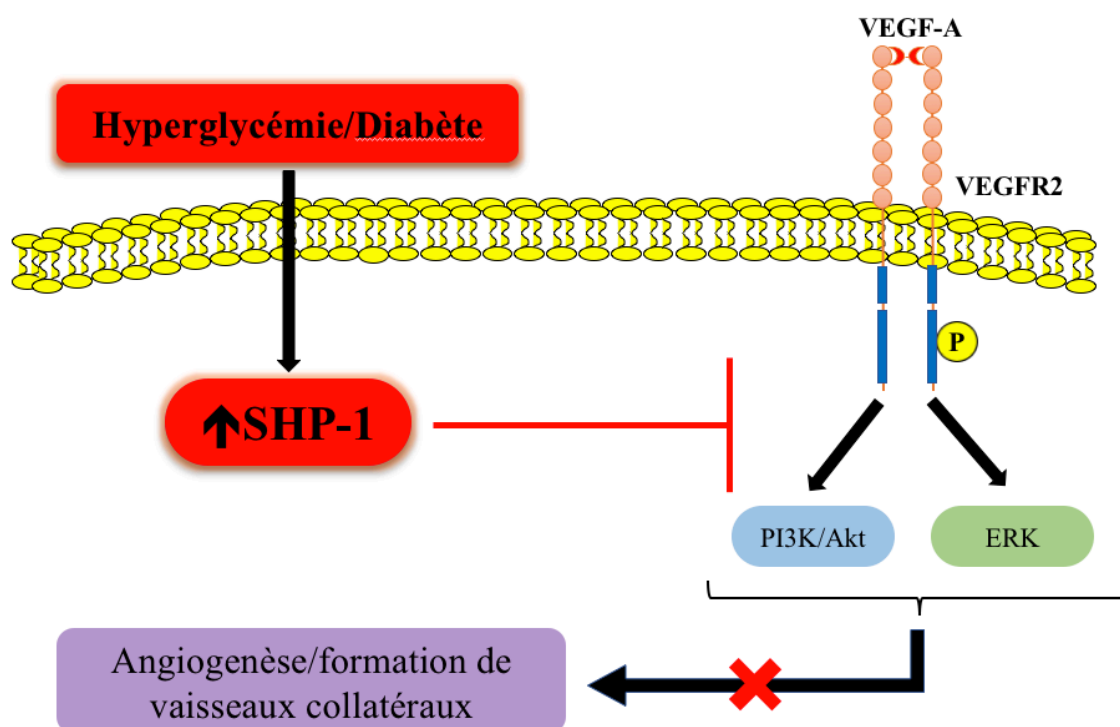 VEGF-A
Hyperglycémie/Diabète
VEGFR2
P
SHP-1
PI3K/Akt
ERK
Angiogenèse/formation de
vaisseaux collatéraux